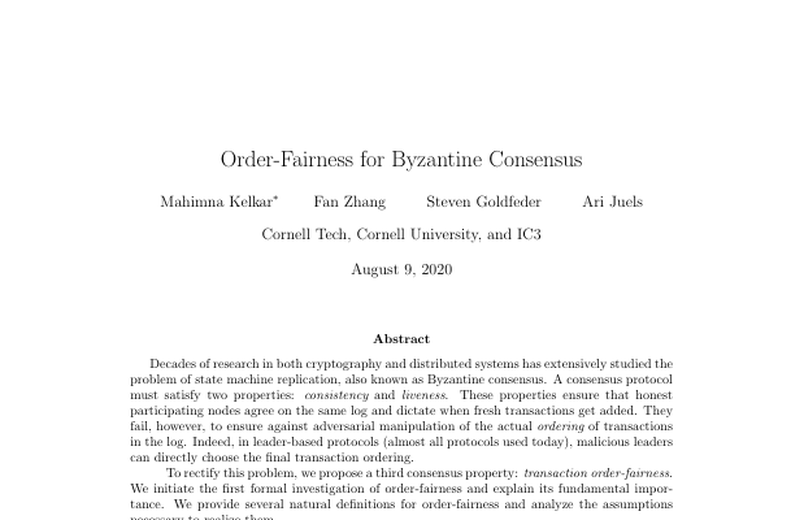 Order-Fairness for Byzantine Consensus
Mahimna Kelkar* Fan Zhang Steven Goldfeder Ari Juels
Cornell Tech, Cornell University, and IC3
August 9, 2020
Abstract
Decades of research in both cryptography and distributed systems has extensively studied the
problem of state machine replication, also known as Byzantine consensus. A consensus protocol
must satisfy two properties: consistency and liveness. These properties ensure that honest
participating nodes agree on the same log and dictate when fresh transactions get added. They
fail, however, to ensure against adversarial manipulation of the actual ordering of transactions
in the log. Indeed, in leader-based protocols (almost all protocols used today), malicious leaders
can directly choose the final transaction ordering.
To rectify this problem, we propose a third consensus property: transaction order-fairness.
We initiate the first formal investigation of order-fairness and explain its fundamental impor-
tance. We provide several natural definitions for order-fairness and analyze the assumptions
necessary to realize them.